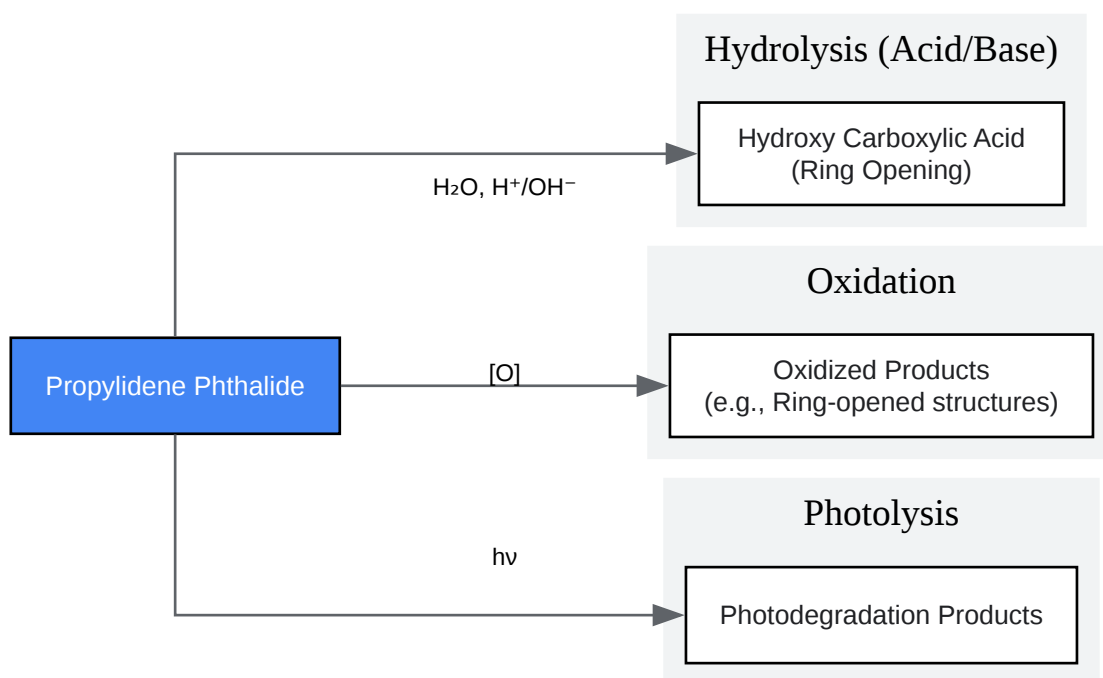 Hydrolysis (Acid/Base)
Hydroxy Carboxylic Acid
(Ring Opening)
H₂O, H⁺/OH⁻
Oxidation
Propylidene Phthalide
[O]
Oxidized Products
(e.g., Ring-opened structures)
Photolysis
hν
Photodegradation Products